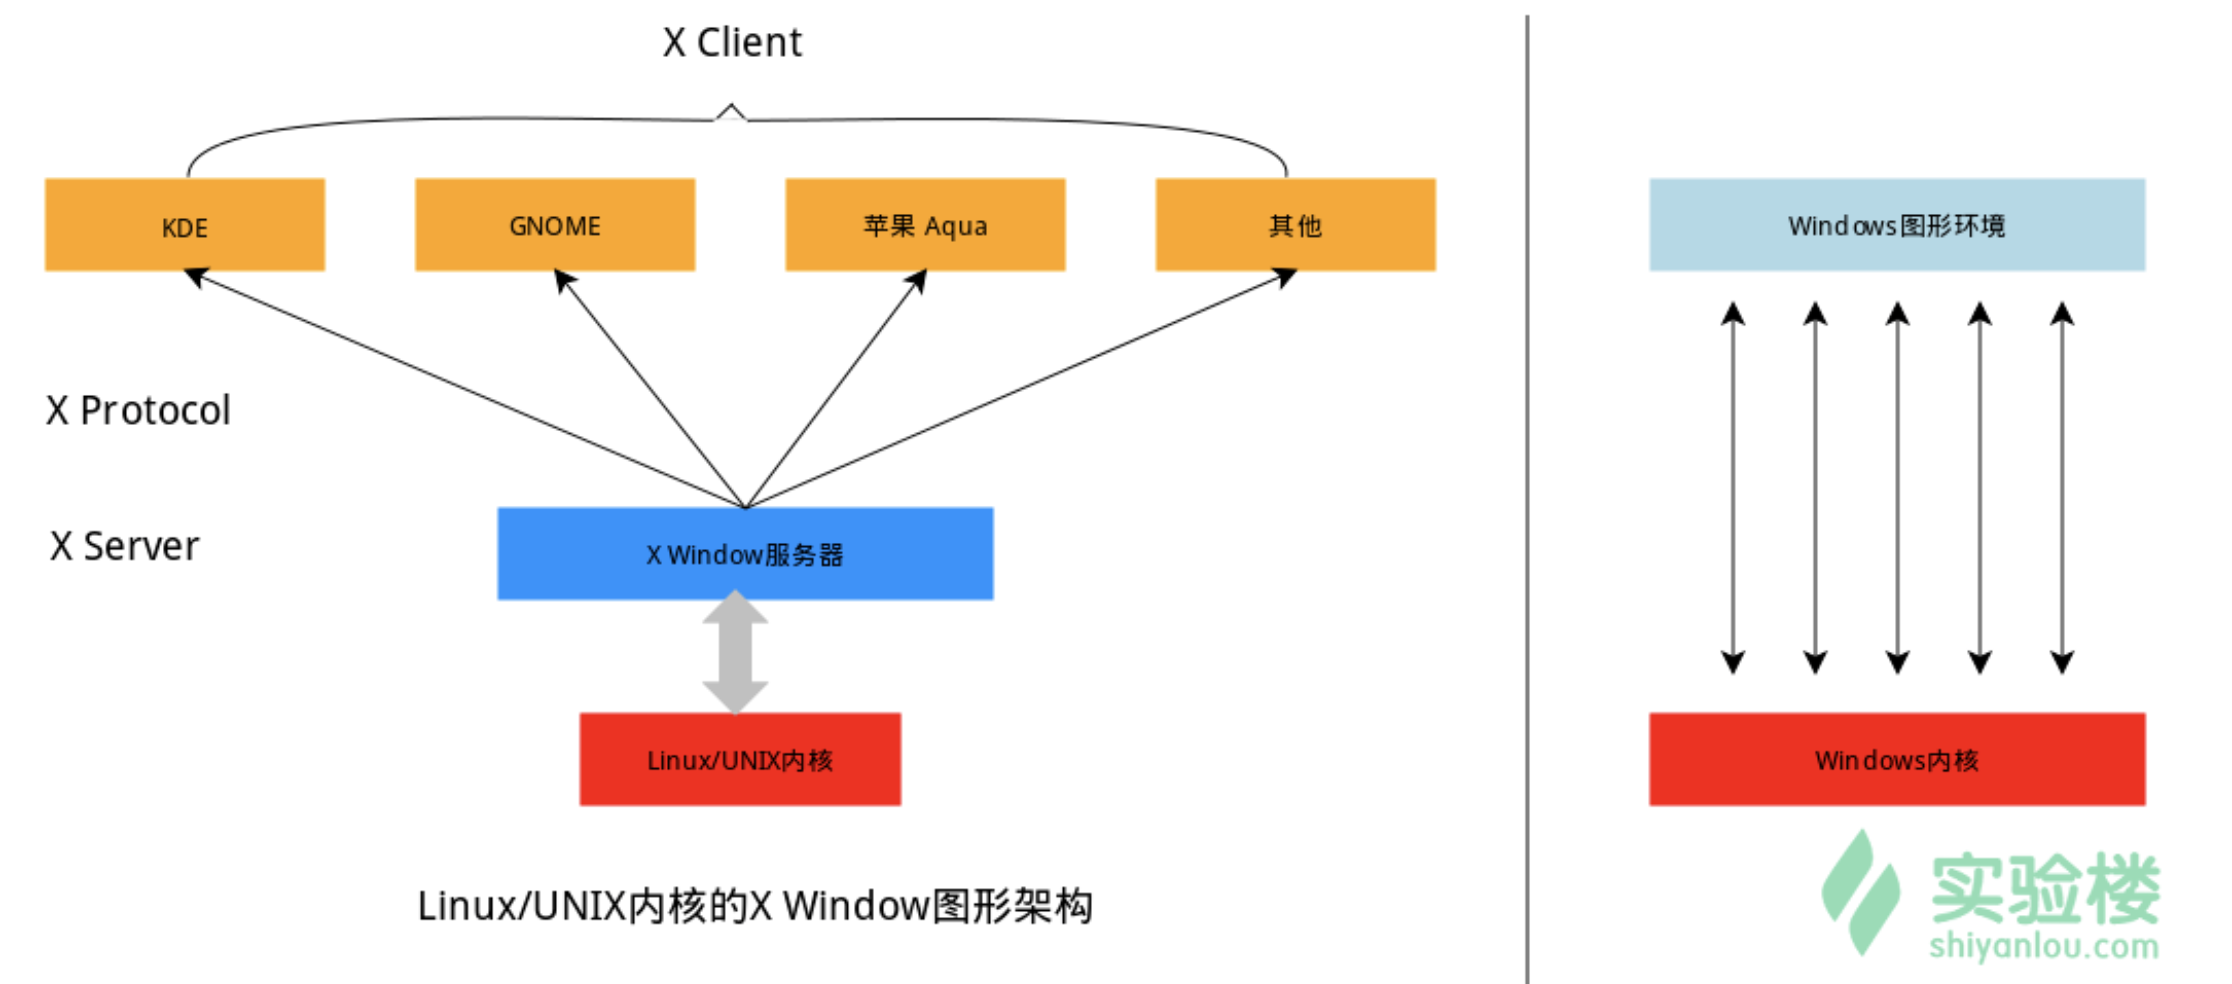 X Client
KDE
GNOME
苹果 Aqua
其他
X Protocol
X Server
X Window服务器
Linux/UNIX内核
Linux/UNIX内核的X Window图形架构
Windows图形环境
Windows内核
实验楼
shiyanlou.com